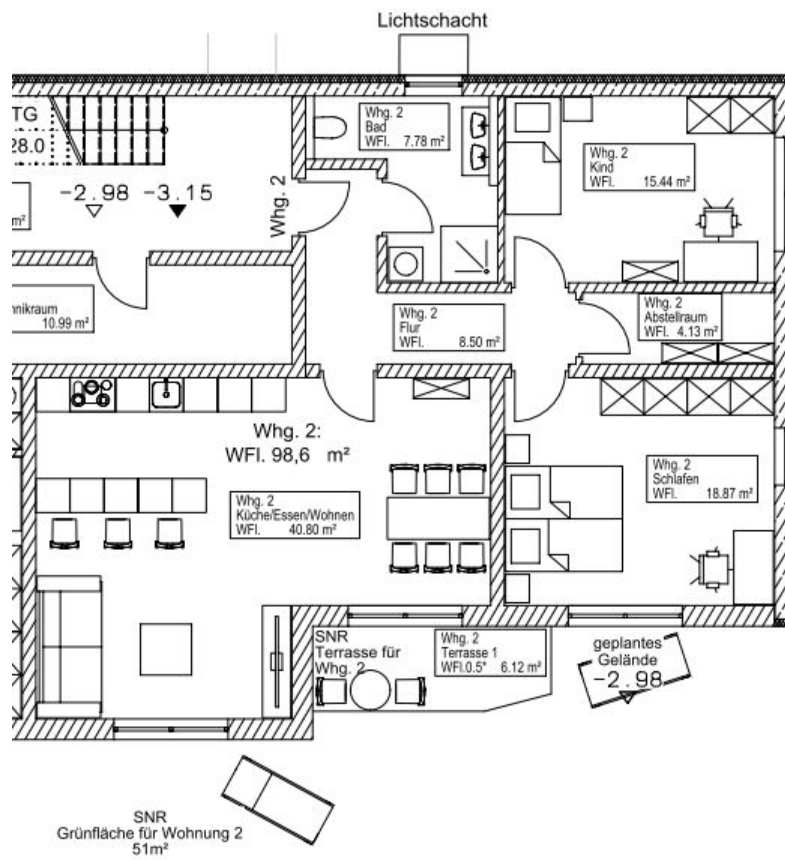 Lichtschacht
TG
28.0
m²
-2.98 -3.15
Whg. 2
Whg. 2
Bad
WFl. 7.78 m²
Whg. 2
Kind
WFl. 15.44 m²
nnikraum
10.99 m²
Whg. 2
Flur
WFl. 8.50 m²
Whg. 2
Abstellraum
WFl. 4.13 m²
Whg. 2:
WFl. 98,6 m²
Whg. 2
Küche/Essen/Wohnen
WFl. 40.80 m²
Whg. 2
Schlafen
WFl. 18.87 m²
SNR
Terrasse für
Whg. 2
Whg. 2
Terrasse 1
WFl.0.5* 6.12 m²
geplantes
Gelände
-2.98
SNR
Grünfläche für Wohnung 2
51m²